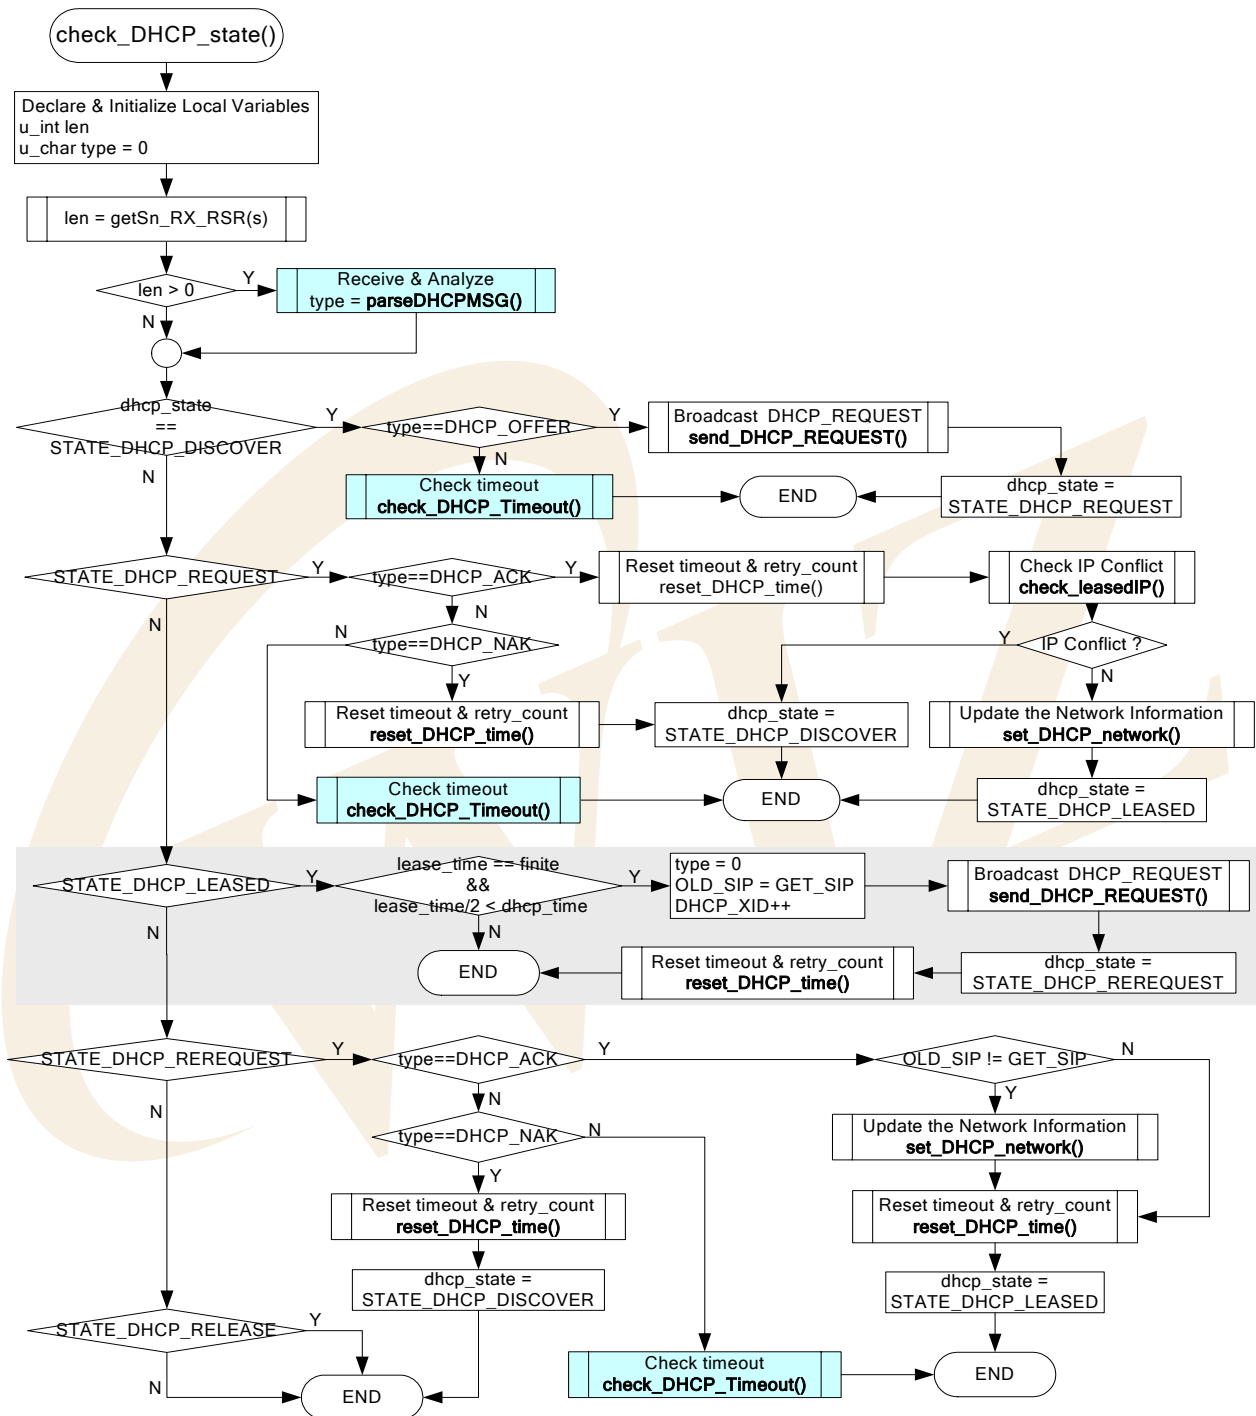 check_DHCP_state()
Declare & Initialize Local Variables
u_int len
u_char type = 0
len = getSn_RX_RSR(s)
len > 0
Y
Receive & Analyze
type = parseDHCPMSG()
N
dhcp_state
==
STATE_DHCP_DISCOVER
Y
type==DHCP_OFFER
Y
Broadcast DHCP_REQUEST
send_DHCP_REQUEST()
N
N
Check timeout
check_DHCP_Timeout()
END
dhcp_state =
STATE_DHCP_REQUEST
STATE_DHCP_REQUEST
Y
type==DHCP_ACK
Y
Reset timeout & retry_count
reset_DHCP_time()
Check IP Conflict
check_leasedIP()
N
N
N
type==DHCP_NAK
Y
IP Conflict ?
Y
N
Reset timeout & retry_count
reset_DHCP_time()
dhcp_state =
STATE_DHCP_DISCOVER
Update the Network Information
set_DHCP_network()
Check timeout
check_DHCP_Timeout()
END
dhcp_state =
STATE_DHCP_LEASED
STATE_DHCP_LEASED
Y
lease_time == finite
&&
lease_time/2 < dhcp_time
Y
type = 0
OLD_SIP = GET_SIP
DHCP_XID++
Broadcast DHCP_REQUEST
send_DHCP_REQUEST()
N
N
END
Reset timeout & retry_count
reset_DHCP_time()
dhcp_state =
STATE_DHCP_REREQUEST
STATE_DHCP_REREQUEST
Y
type==DHCP_ACK
Y
OLD_SIP != GET_SIP
N
N
N
Y
type==DHCP_NAK
N
Update the Network Information
set_DHCP_network()
Y
Reset timeout & retry_count
reset_DHCP_time()
Reset timeout & retry_count
reset_DHCP_time()
dhcp_state =
STATE_DHCP_DISCOVER
dhcp_state =
STATE_DHCP_LEASED
STATE_DHCP_RELEASE
Y
N
END
Check timeout
check_DHCP_Timeout()
END